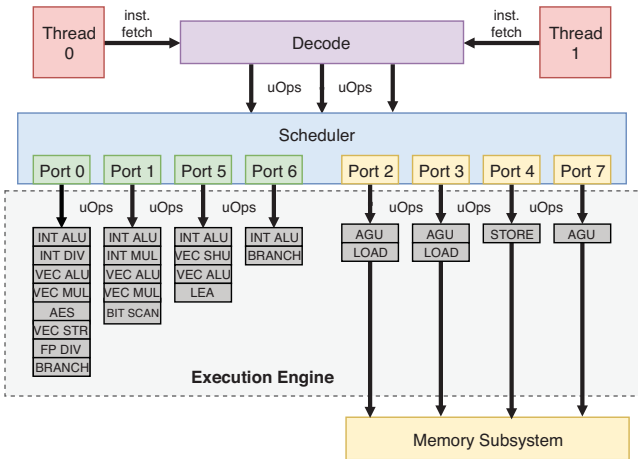 Thread
0
inst.
fetch
Decode
inst.
fetch
Thread
1
uOps
uOps
Scheduler
Port 0
Port 1
Port 5
Port 6
Port 2
Port 3
Port 4
Port 7
uOps
uOps
uOps
uOps
uOps
uOps
INT ALU
INT DIV
VEC ALU
VEC MUL
AES
VEC STR
FP DIV
BRANCH
INT ALU
INT MUL
VEC ALU
VEC MUL
BIT SCAN
INT ALU
VEC SHU
VEC ALU
LEA
INT ALU
BRANCH
AGU
LOAD
AGU
LOAD
STORE
AGU
Execution Engine
Memory Subsystem